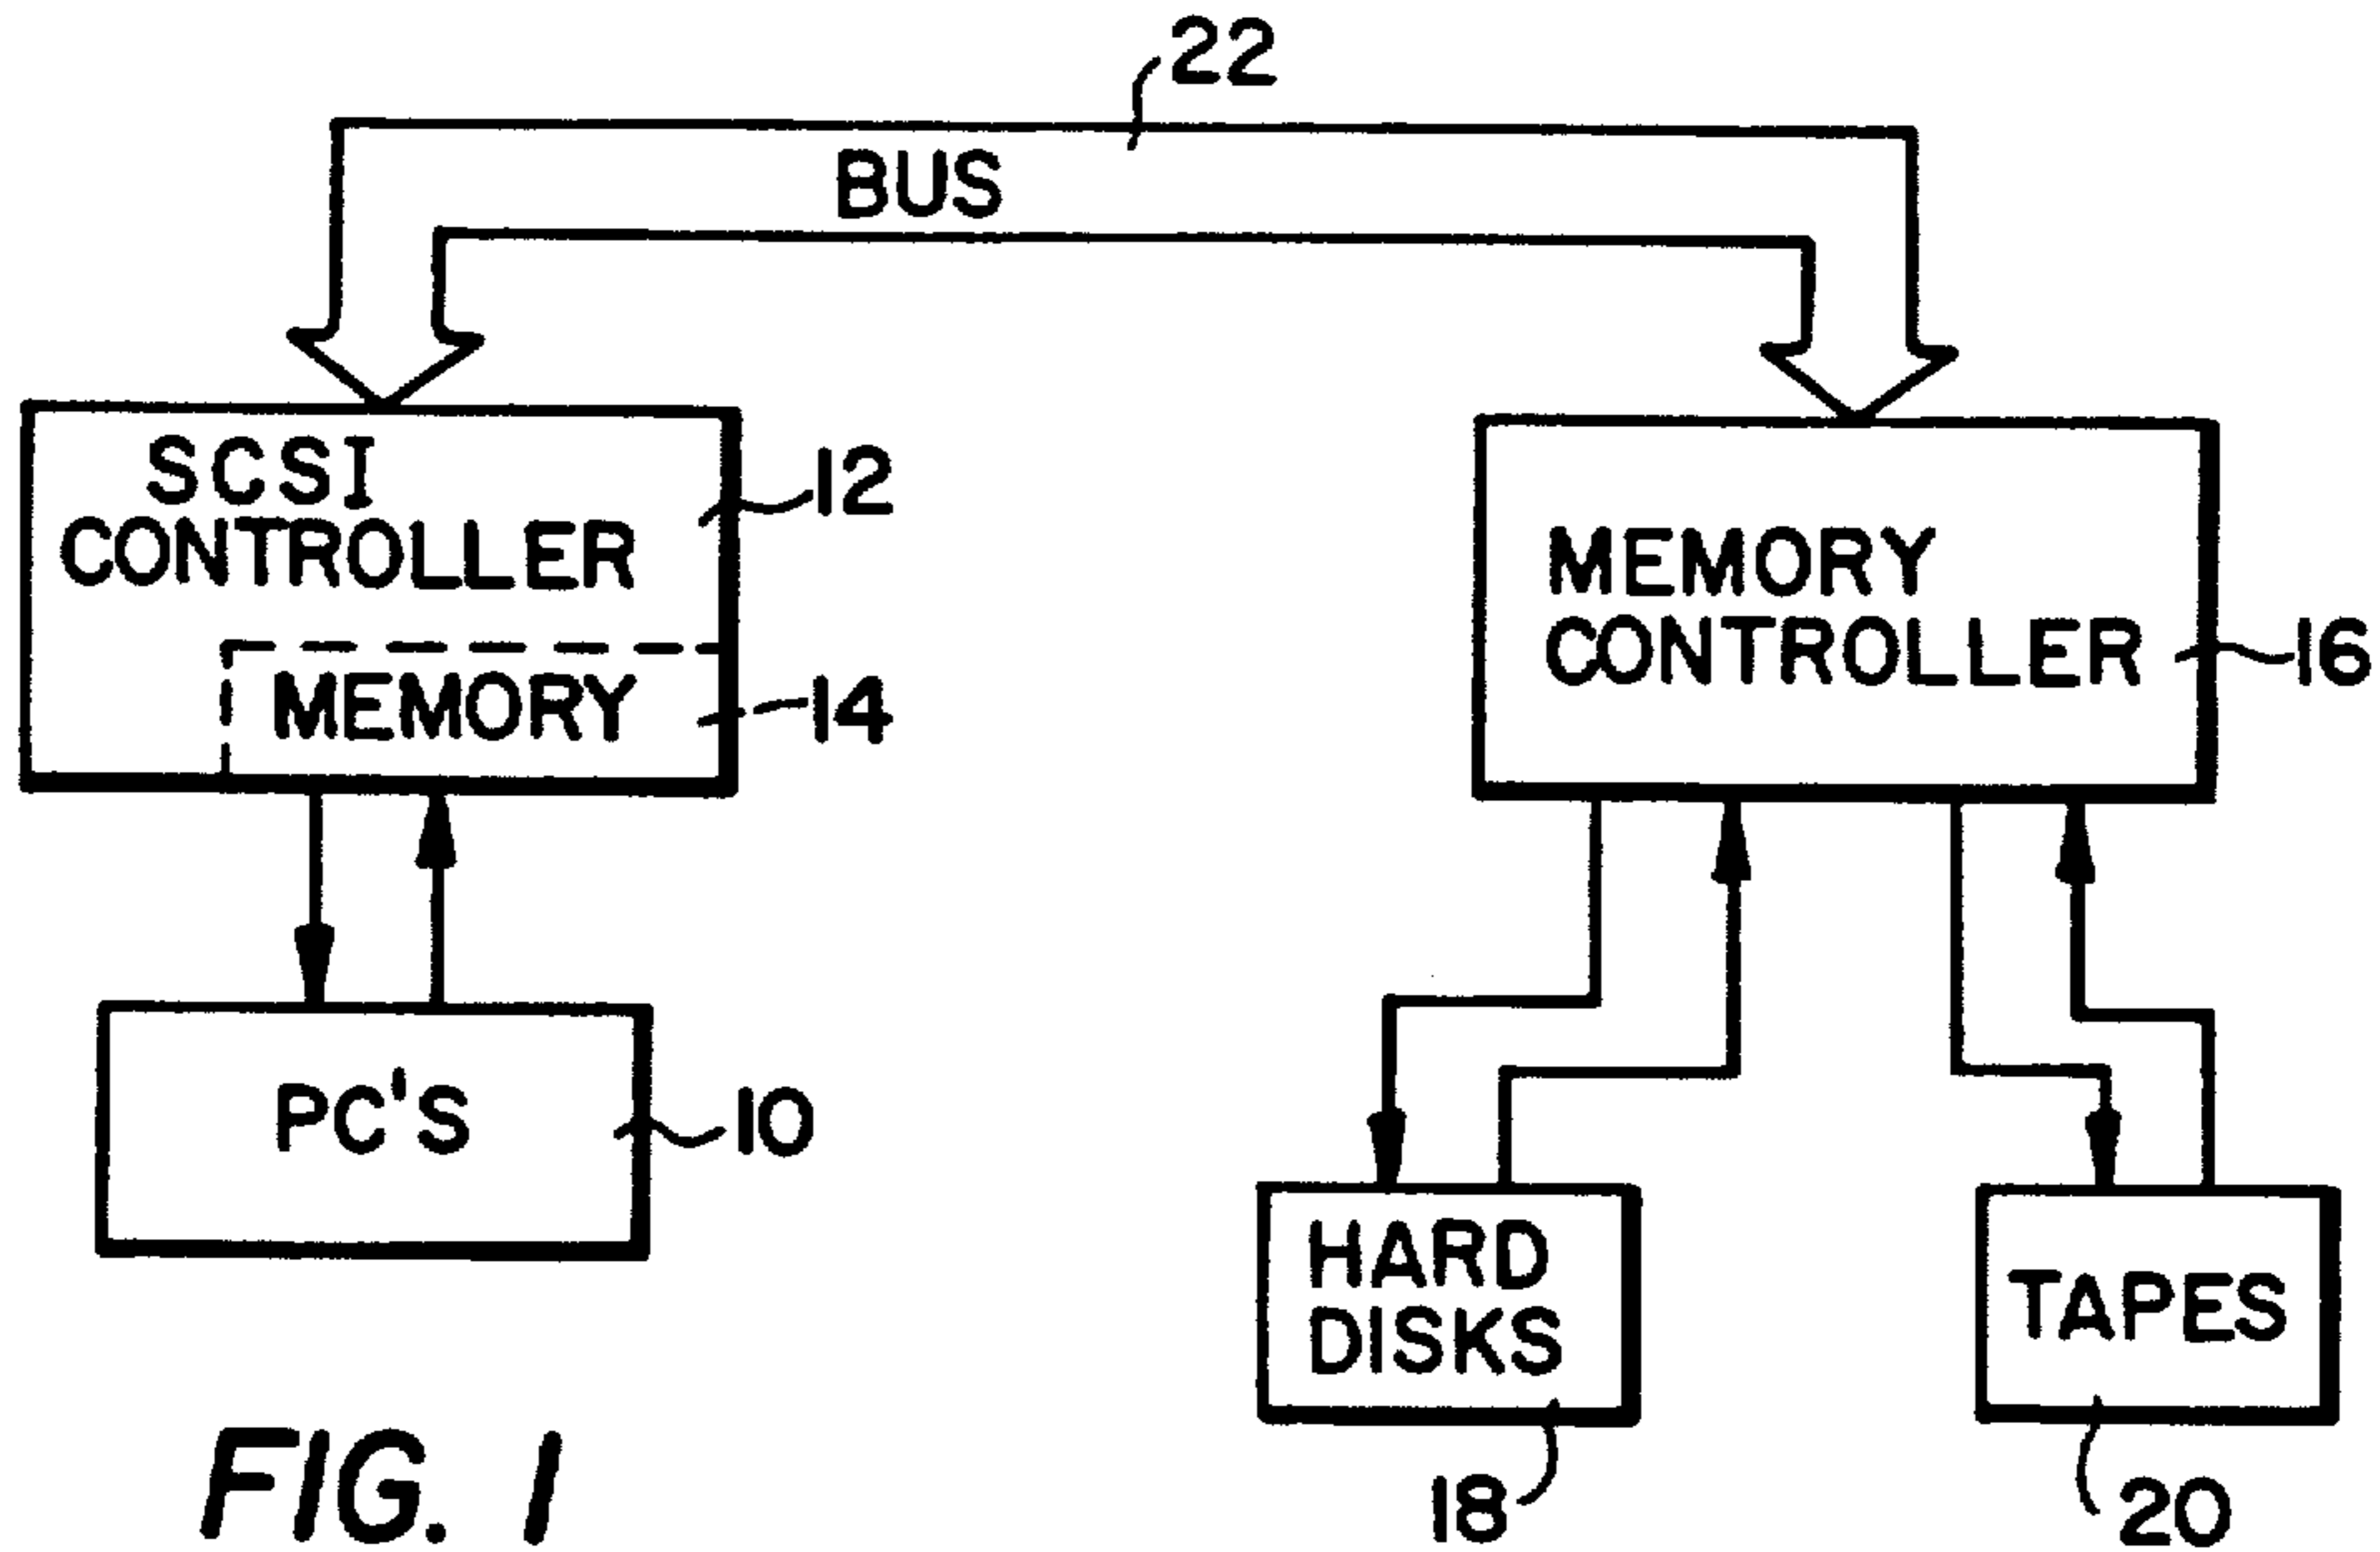 22
BUS
SCSI
CONTROLLER
12
MEMORY
14
MEMORY
CONTROLLER
16
PC'S
10
HARD
DISKS
18
TAPES
20
FIG. 1